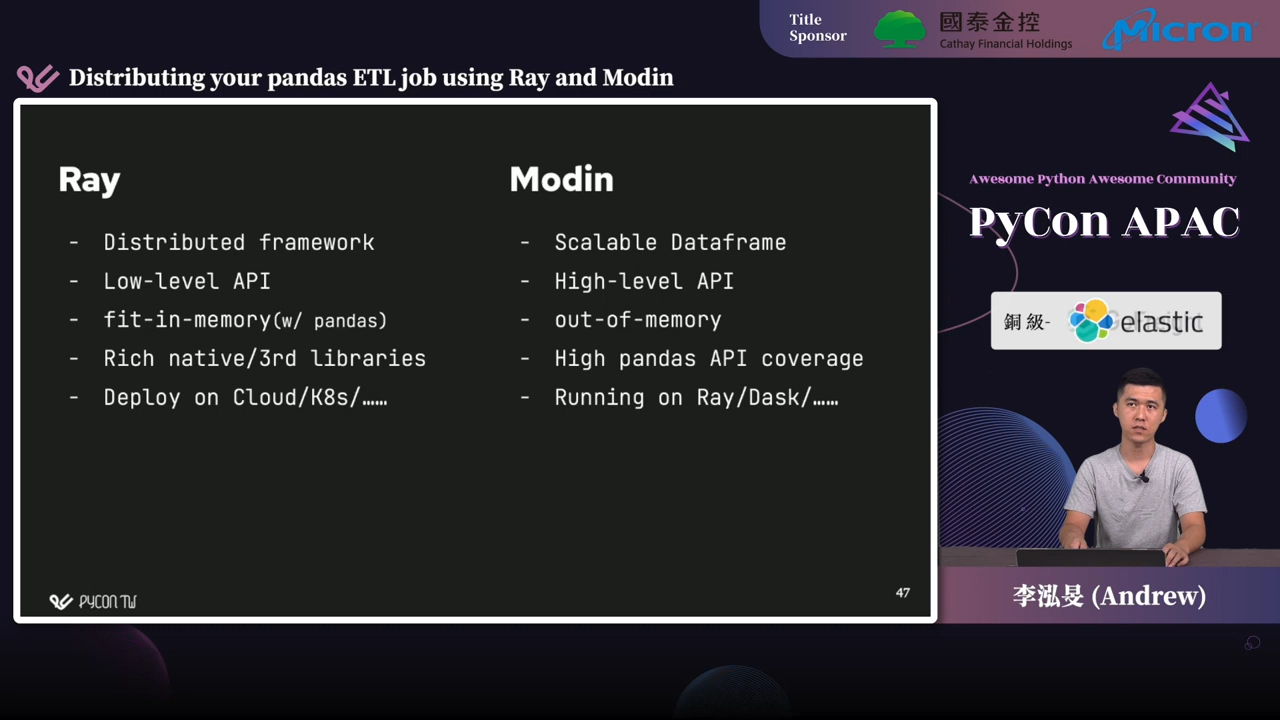 Title
Sponsor
國泰金控
Cathay Financial Holdings
Micron
Distributing your pandas ETL job using Ray and Modin
Ray
- Distributed framework
- Low-level API
- fit-in-memory(w/ pandas)
- Rich native/3rd libraries
- Deploy on Cloud/K8s/……
Modin
- Scalable Dataframe
- High-level API
- out-of-memory
- High pandas API coverage
- Running on Ray/Dask/……
PYCON TW
47
Awesome Python Awesome Community
PyCon APAC
銅級-
elastic
李泓旻 (Andrew)